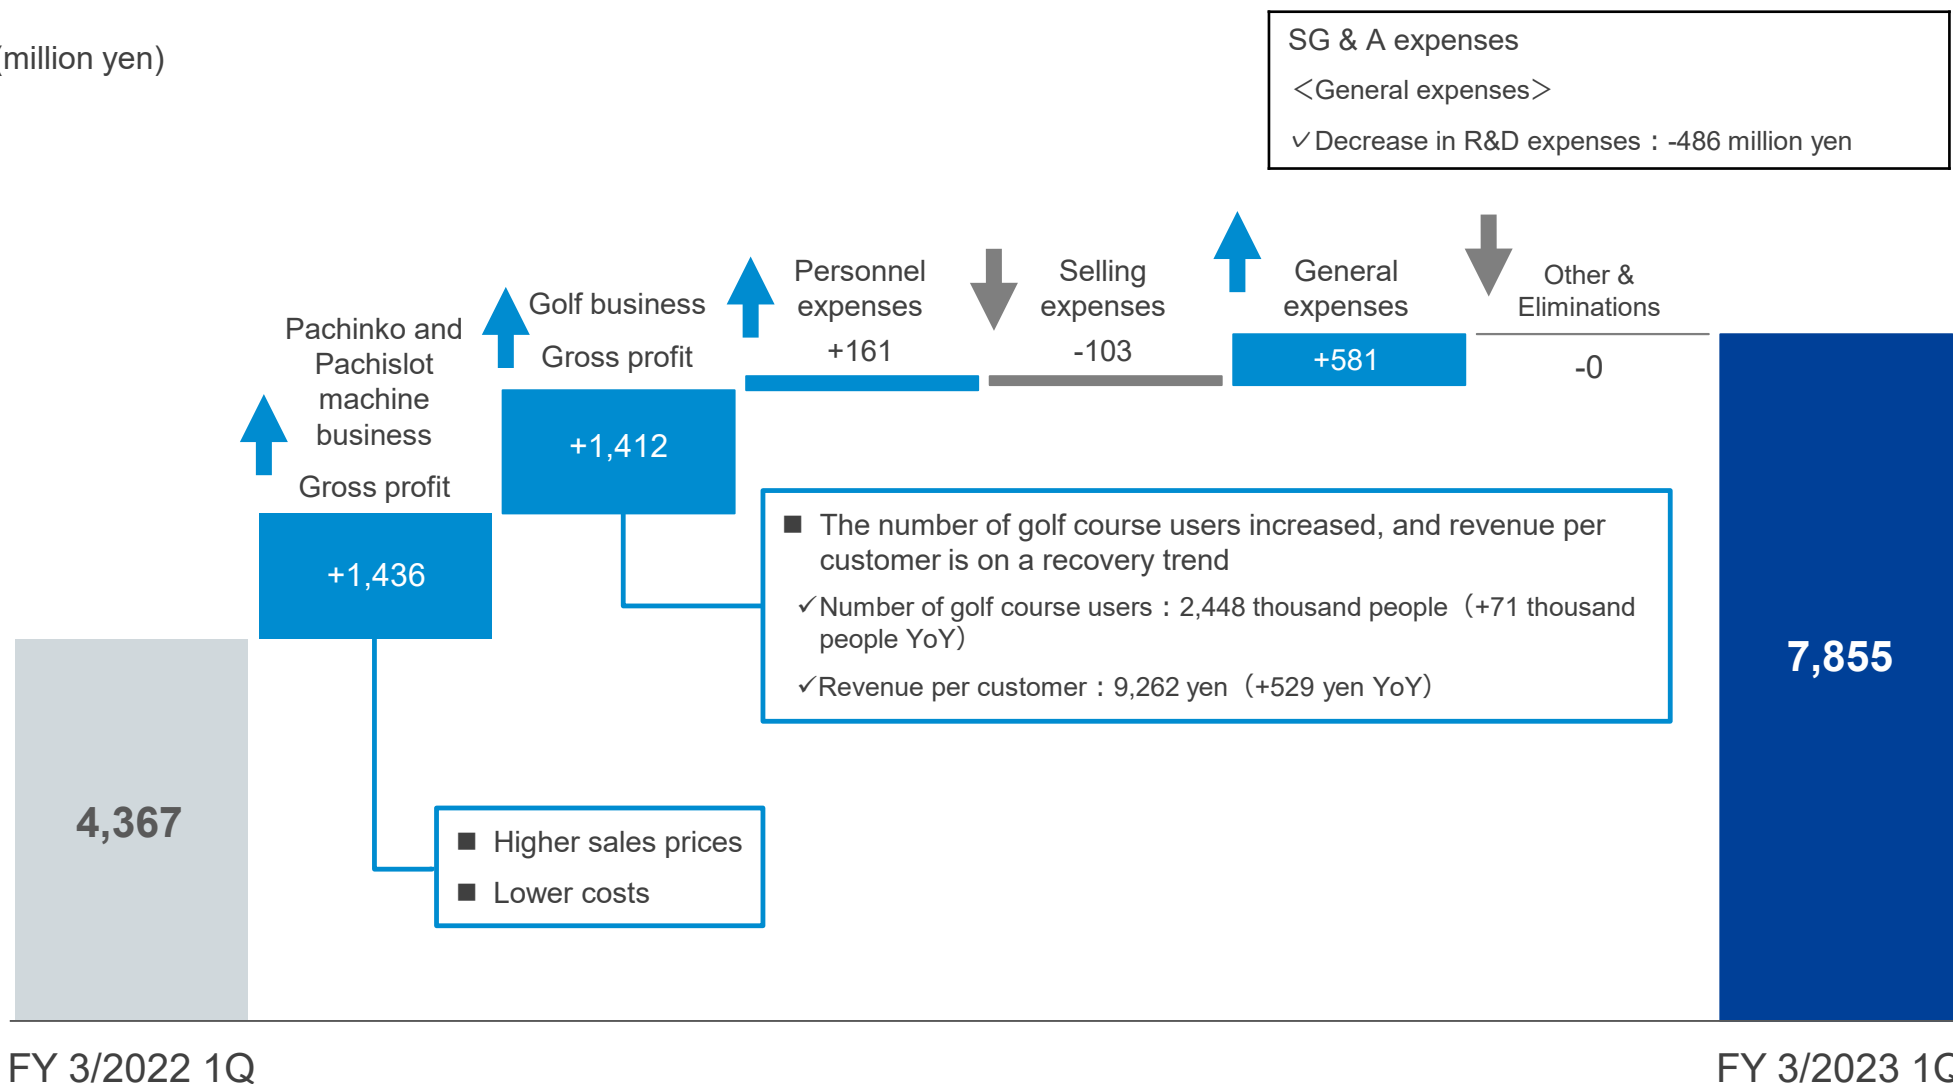 (million yen)
SG & A expenses
＜General expenses＞
✓Decrease in R&D expenses：-486 million yen
Pachinko and
Pachislot
machine
business
Gross profit
+1,436
Golf business
Gross profit
+1,412
Personnel
expenses
+161
Selling
expenses
-103
General
expenses
+581
Other &
Eliminations
-0
■ The number of golf course users increased, and revenue per
customer is on a recovery trend
✓Number of golf course users：2,448 thousand people（+71 thousand
people YoY）
✓Revenue per customer：9,262 yen（+529 yen YoY）
■ Higher sales prices
■ Lower costs
4,367
7,855
FY 3/2022 1Q
FY 3/2023 1Q